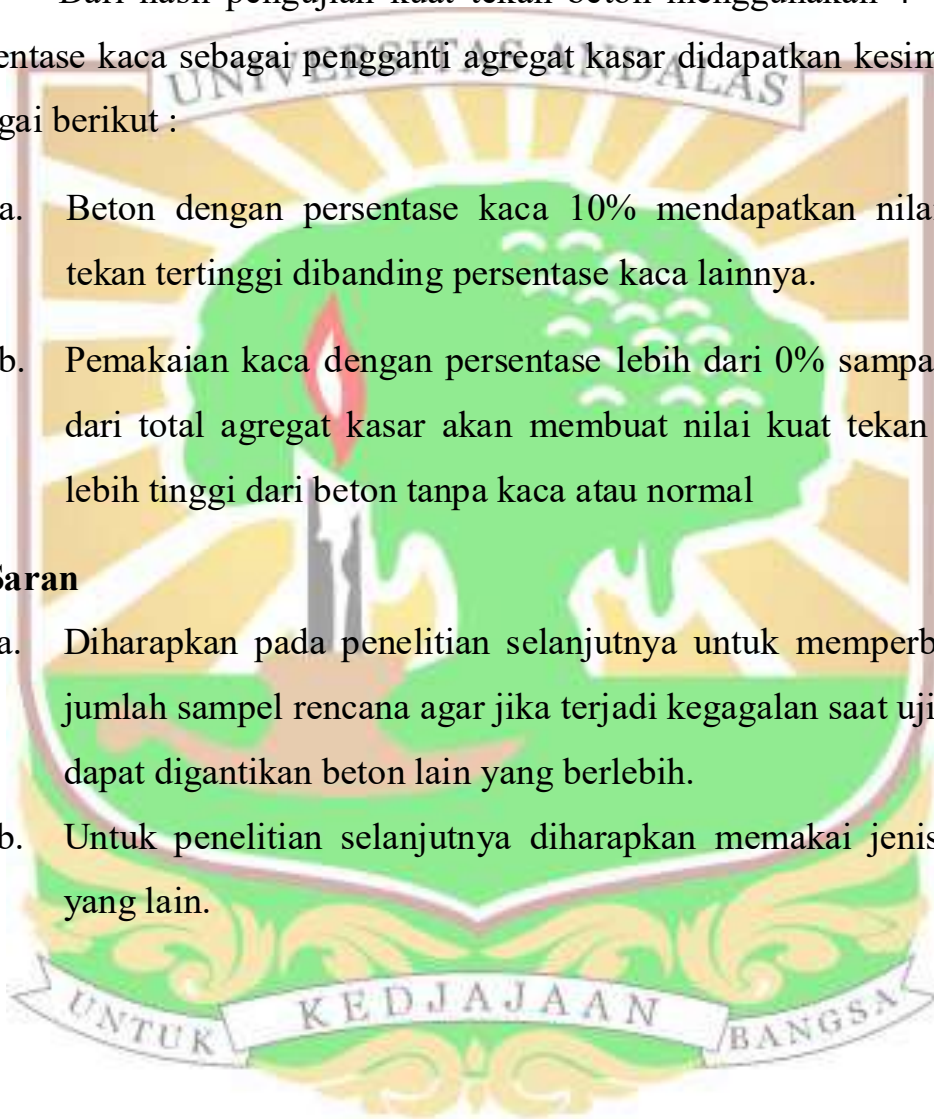 Dari hasil pengujian kuat tekan beton menggunakan 4
entase kaca sebagai pengganti agregat kasar didapatkan kesim
gai berikut :
UNIVERSITAS ANDALAS
a. Beton dengan persentase kaca 10% mendapatkan nila
tekan tertinggi dibanding persentase kaca lainnya.
b. Pemakaian kaca dengan persentase lebih dari 0% sampa
dari total agregat kasar akan membuat nilai kuat tekan
lebih tinggi dari beton tanpa kaca atau normal
Saran
a. Diharapkan pada penelitian selanjutnya untuk memperb
jumlah sampel rencana agar jika terjadi kegagalan saat uji
dapat digantikan beton lain yang berlebih.
b. Untuk penelitian selanjutnya diharapkan memakai jenis
yang lain.
UNTUK KEDJAJAAN BANGSA